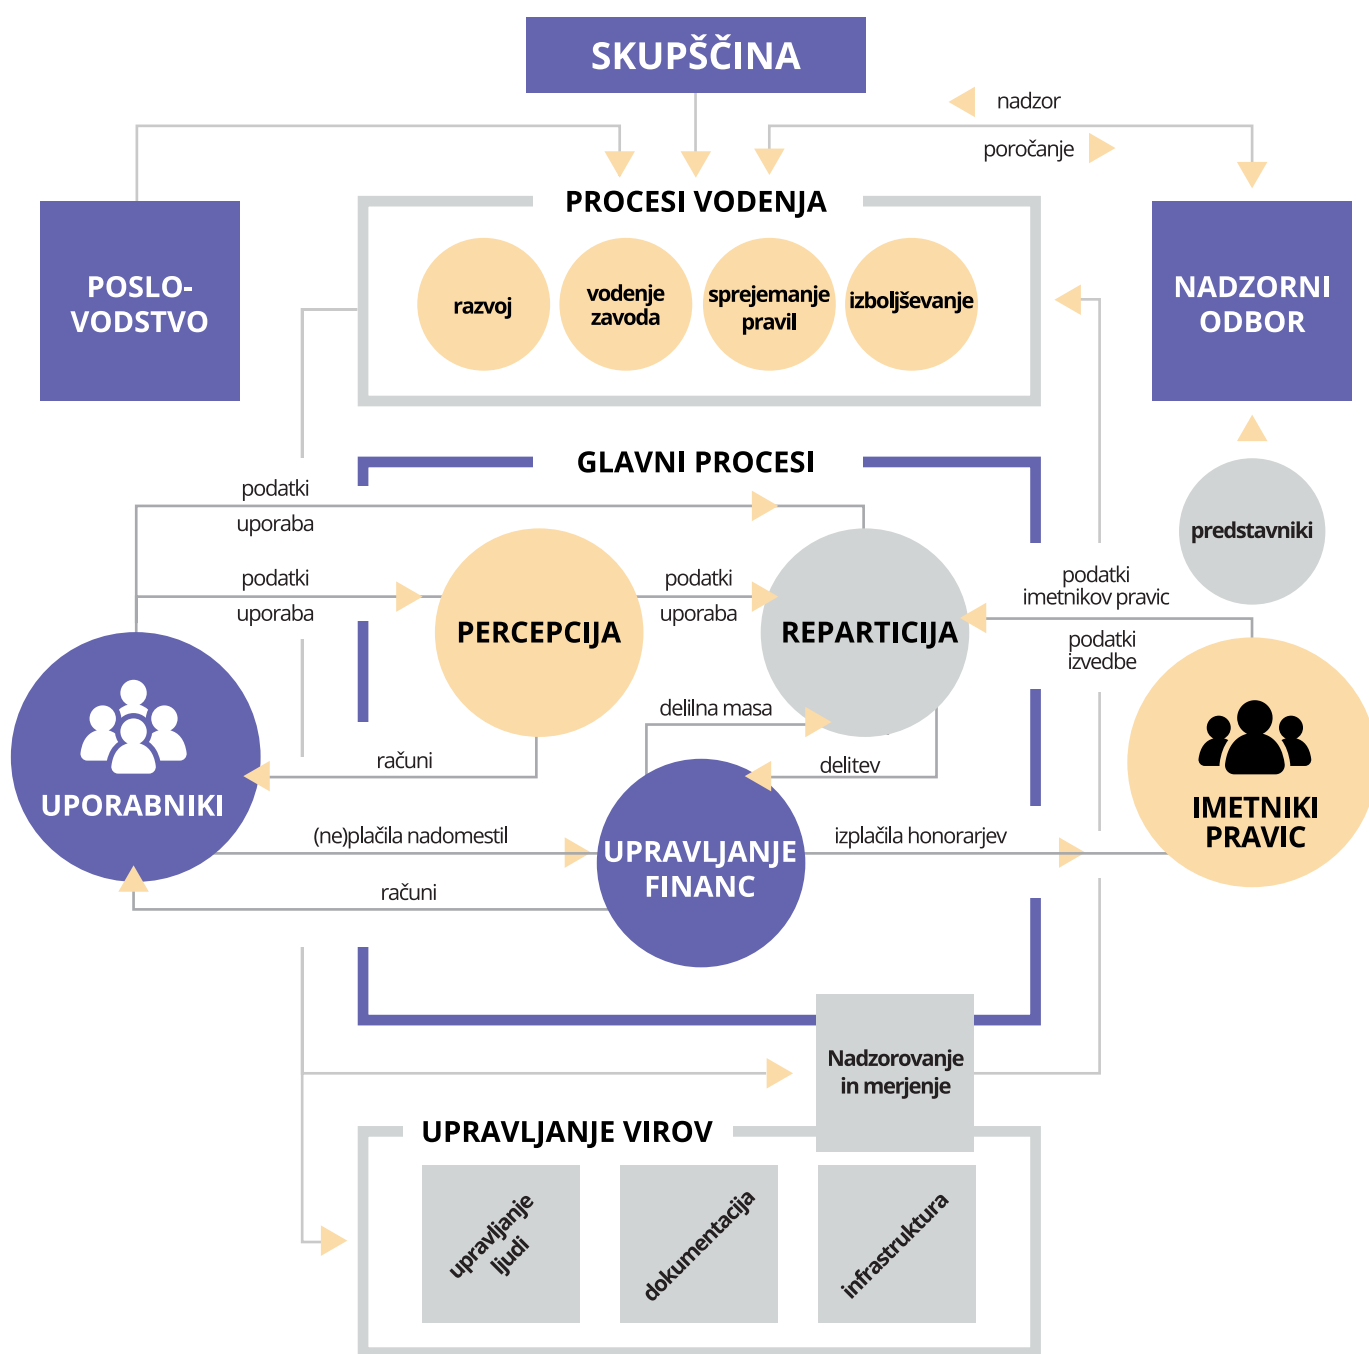 SKUPŠČINA
nadzor
poročanje
PROCESI VODENJA
POSLO-
VODSTVO
razvoj
vodenje
zavoda
sprejemanje
pravil
izboljševanje
NADZORNI
ODBOR
GLAVNI PROCESI
podatki
uporaba
predstavniki
podatki
uporaba
PERCEPCIJA
podatki
uporaba
REPARTICIJA
podatki
imetnikov pravic
podatki
izvedbe
delilna masa
računi
delitev
UPORABNIKI
IMETNIKI
PRAVIC
(ne)plačila nadomestil
UPRAVLJANJE
FINANC
izplačila honorarjev
računi
Nadzorovanje
in merjenje
UPRAVLJANJE VIROV
upravljanje
ljudi
dokumentacija
infrastruktura